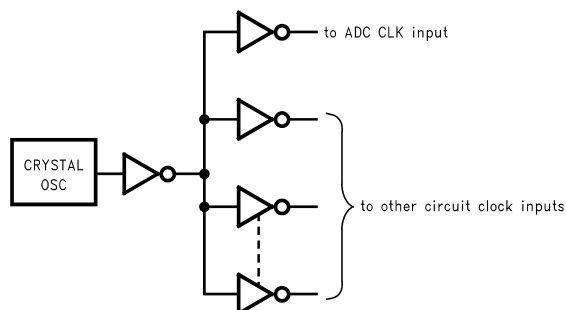 to ADC CLK input
CRYSTAL
OSC
to other circuit clock inputs